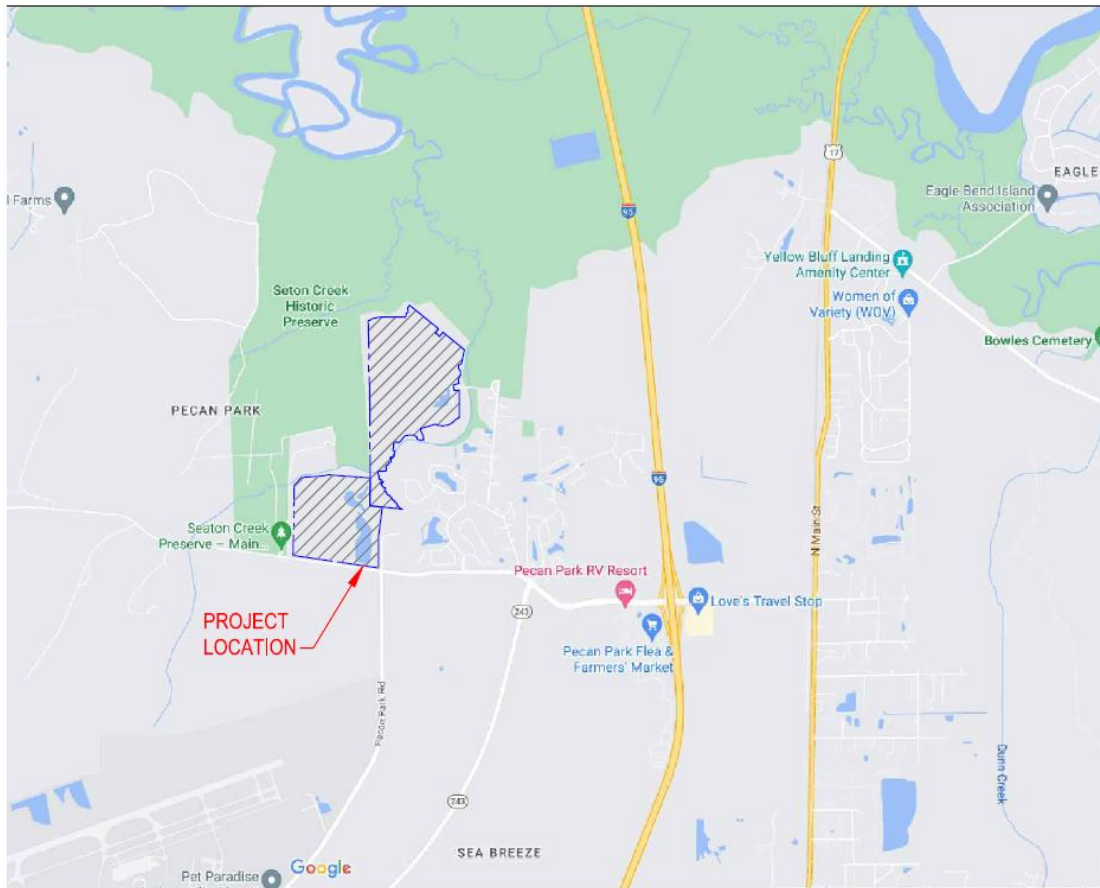 95
17
EAGLE
Eagle Bend Island
Association
l Farms
Yellow Bluff Landing
Amenity Center
Women of
Variety (WOV)
Seton Creek
Historic
Preserve
Bowles Cemetery
PECAN PARK
95
N Main St
Seaton Creek
Preserve – Main...
Pecan Park RV Resort
Love's Travel Stop
243
PROJECT
LOCATION
Pecan Park Flea &
Farmers' Market
Pecan Park Rd
Dunn Creek
243
SEA BREEZE
Google
Pet Paradise